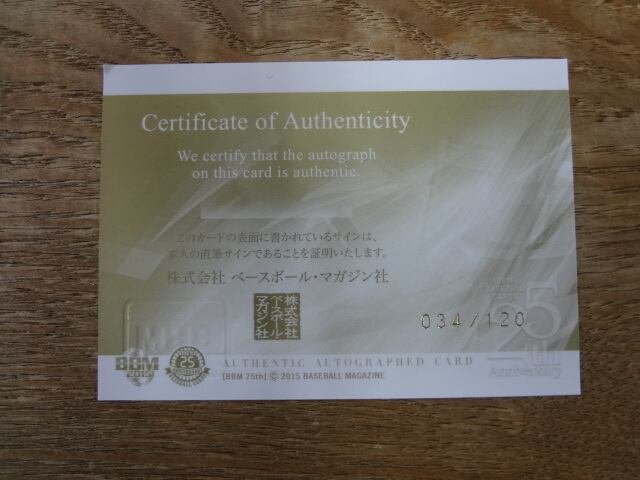 Certificate of Authenticity
We certify that the autograph
on this card is authentic.
このカードの表面に書かれているサインは、
本人の直筆サインであることを証明いたします。
株式会社 ベースボール・マガジン社
株式会社
ベースボール
マガジン社
034/120
25
th
Anniversary
BBM
2015
25
AUTHENTIC AUTOGRAPHED CARD
[BBM 25th] © 2015 BASEBALL MAGAZINE